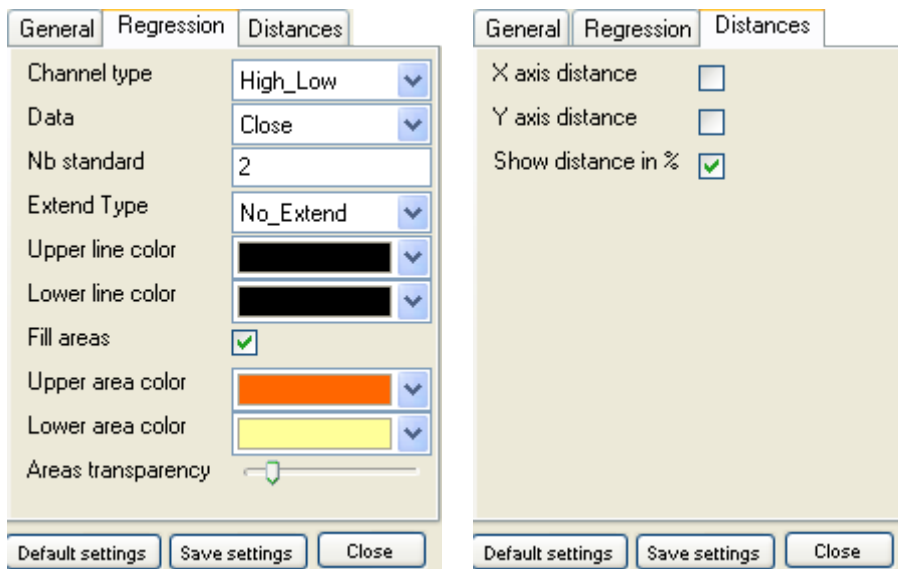 General Regression Distances
Channel type High_Low
Data Close
Nb standard 2
Extend Type No_Extend
Upper line color
Lower line color
Fill areas
Upper area color
Lower area color
Areas transparency
Default settings Save settings Close
General Regression Distances
X axis distance
Y axis distance
Show distance in %
Default settings Save settings Close